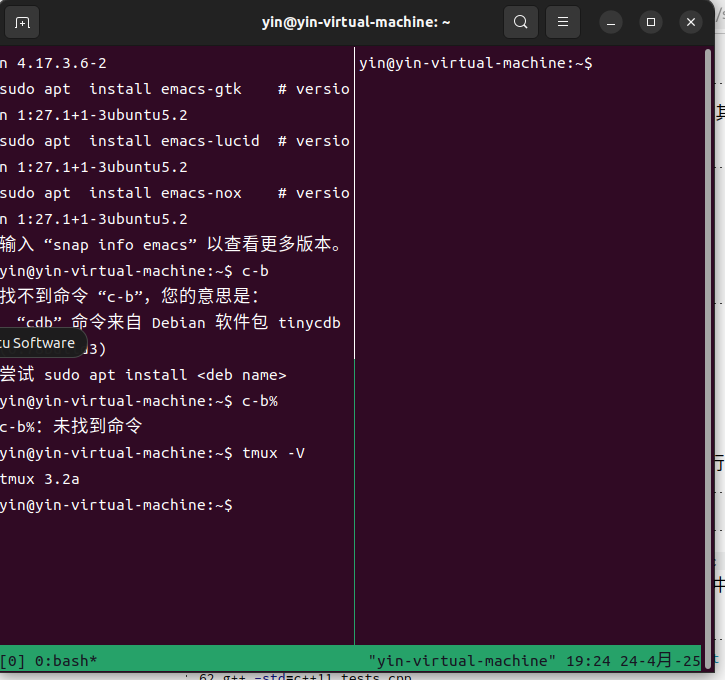 yin@yin-virtual-machine: ~
n 4.17.3.6-2
sudo apt  install emacs-gtk    # versio
n 1:27.1+1-3ubuntu5.2
sudo apt  install emacs-lucid  # versio
n 1:27.1+1-3ubuntu5.2
sudo apt  install emacs-nox    # versio
n 1:27.1+1-3ubuntu5.2
输入 “snap info emacs” 以查看更多版本。
yin@yin-virtual-machine:~$ c-b
找不到命令 “c-b”，您的意思是：
“cdb” 命令来自 Debian 软件包 tinycdb
tu Software
d3)
尝试 sudo apt install <deb name>
yin@yin-virtual-machine:~$ c-b%
c-b%：未找到命令
yin@yin-virtual-machine:~$ tmux -V
tmux 3.2a
yin@yin-virtual-machine:~$
yin@yin-virtual-machine:~$
[0] 0:bash*
"yin-virtual-machine" 19:24 24-4月-25
62 g++ -std=c++11 tests.cpp